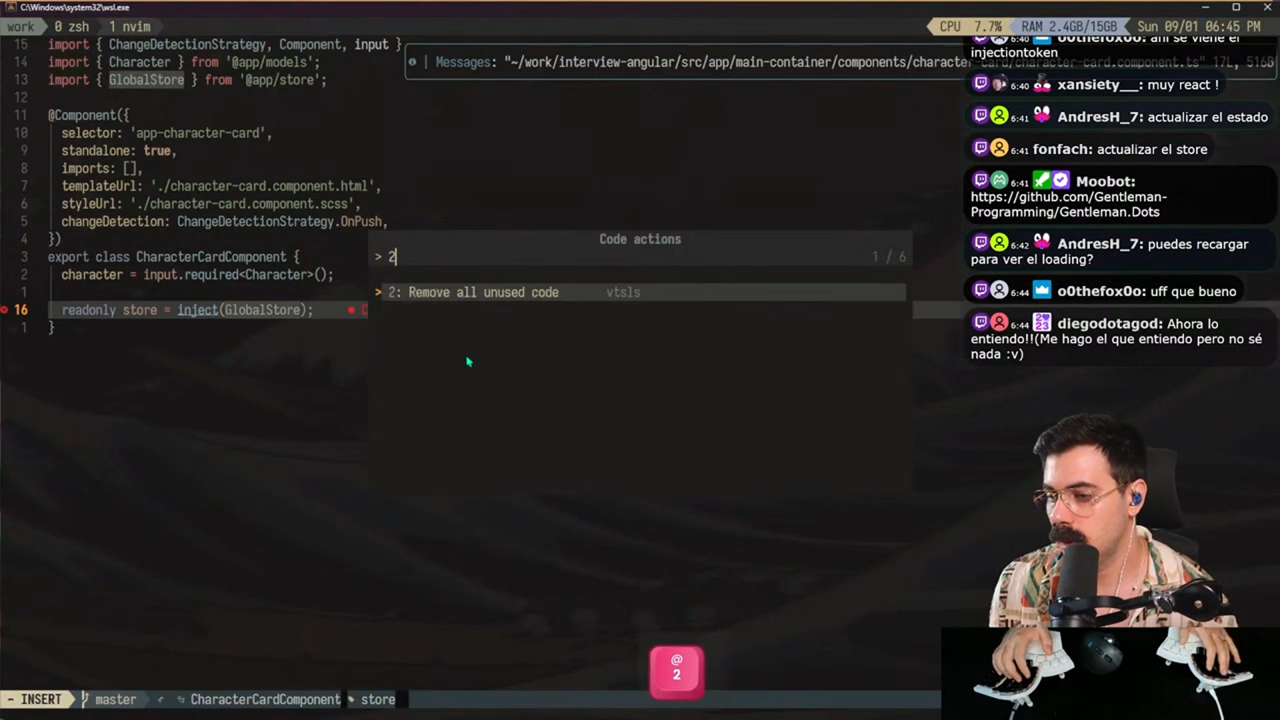 C:\Windows\system32\wsl.exe
work 0 zsh 1 nvim
CPU 7.7% RAM 2.4GB/15GB Sun 09/01 06:45 PM
15 import { ChangeDetectionStrategy, Component, input }
14 import { Character } from '@app/models';
13 import { GlobalStore } from '@app/store';
12
11 @Component({
10 selector: 'app-character-card',
9 standalone: true,
8 imports: [],
7 templateUrl: './character-card.component.html',
6 styleUrl: './character-card.component.scss',
5 changeDetection: ChangeDetectionStrategy.OnPush,
4 })
3 export class CharacterCardComponent {
2 character = input.required<Character>();
1
16 readonly store = inject(GlobalStore);
1 }
| Messages: "~/work/interview-angular/src/app/main-container/components/character-card/character-card.component.ts" 17L, 516B
Code actions
> 2 1 / 6
> 2: Remove all unused code vtsls
6:40 o0thefox0o: ahi se viene el
injectiontoken
6:40 xansiety__: muy react !
6:41 AndresH_7: actualizar el estado
6:41 fonfach: actualizar el store
6:41 Moobot:
https://github.com/Gentleman-
Programming/Gentleman.Dots
6:42 AndresH_7: puedes recargar
para ver el loading?
6:44 o0thefox0o: uff que bueno
6:44 diegodotagod: Ahora lo
entiendo!!(Me hago el que entiendo pero no sé
nada :v)
@
2
- INSERT master CharacterCardComponent store